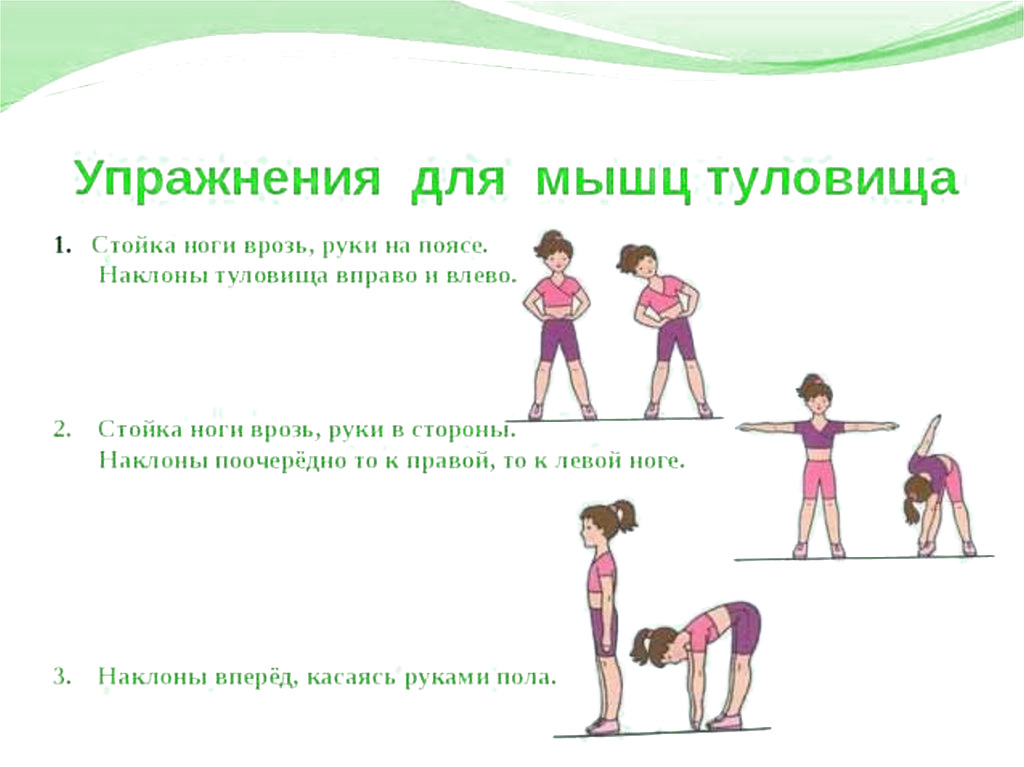 Упражнения для мышц туловища
1. Стойка ноги врозь, руки на поясе.
Наклоны туловища вправо и влево.
2. Стойка ноги врозь, руки в стороны.
Наклоны поочерёдно то к правой, то к левой ноге.
3. Наклоны вперёд, касаясь руками пола.